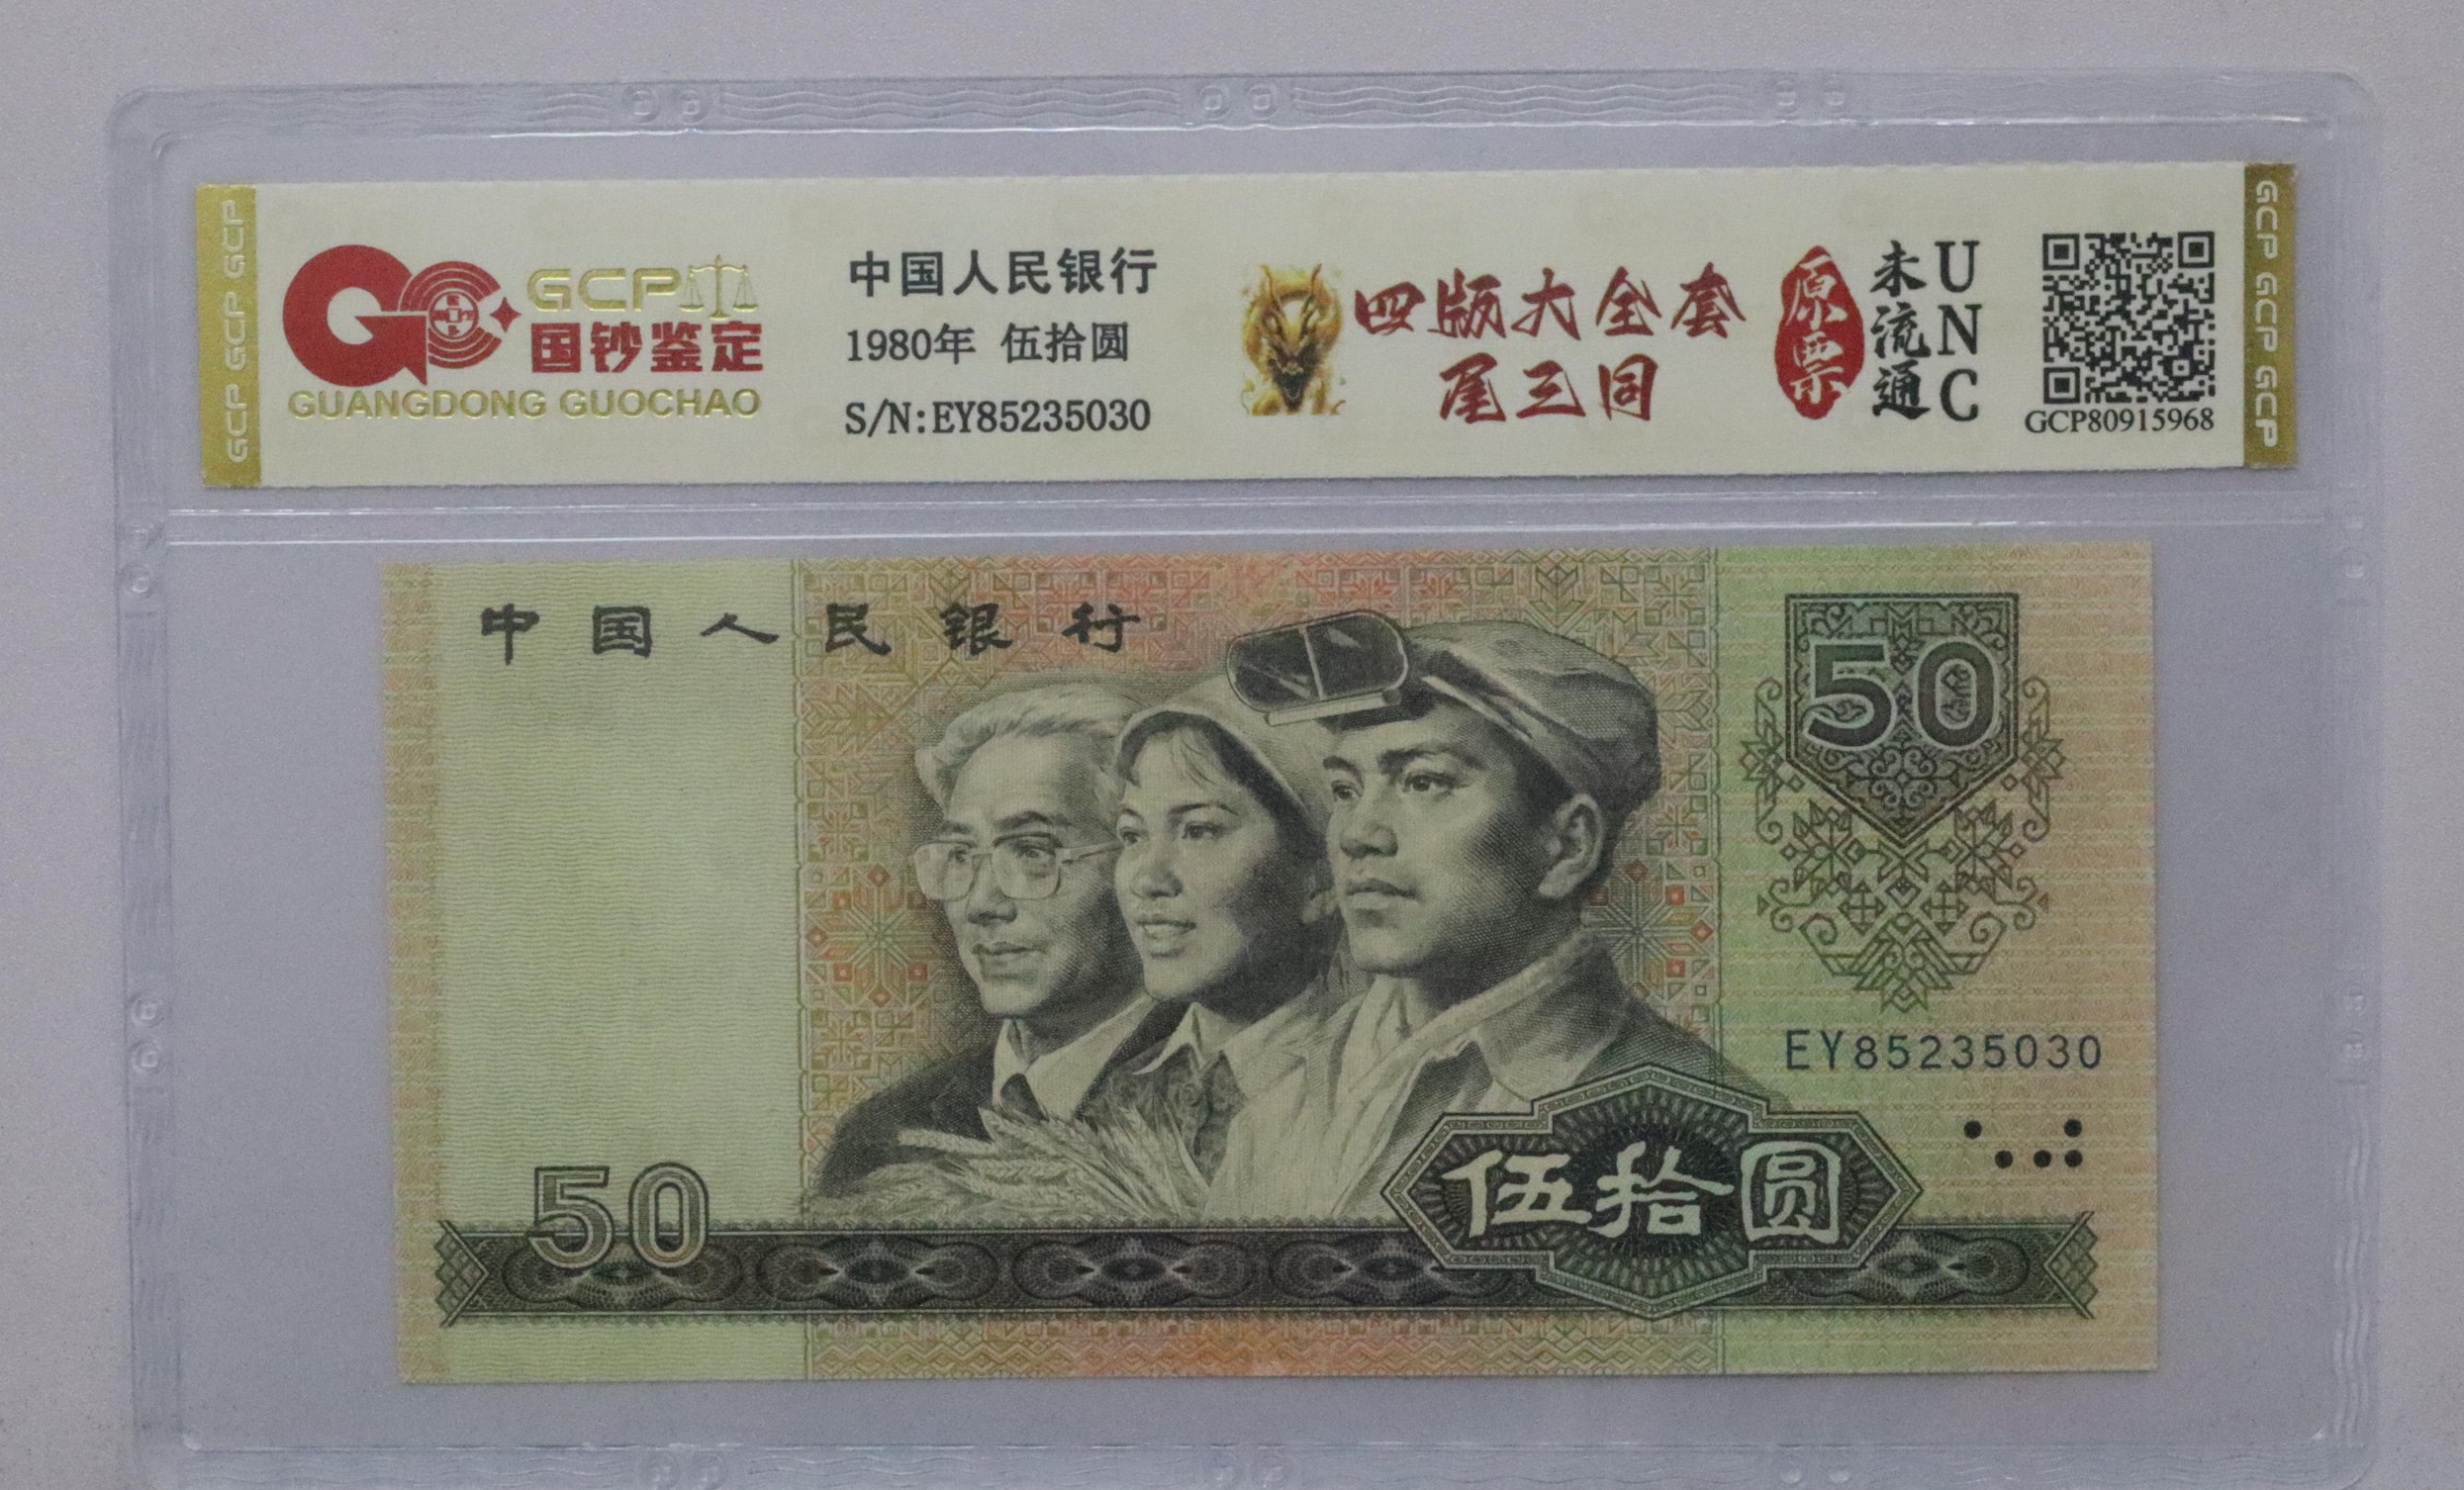 GCP GCP GCP
GCP
国钞鉴定
GUANGDONG GUOCHAO
中国人民银行
1980年 伍拾圆
S/N:EY85235030
四版大全套
尾三同
原票
未流通
UNC
GCP80915968
GCP GCP GCP
中国人民银行
50
EY85235030
50
伍拾圆